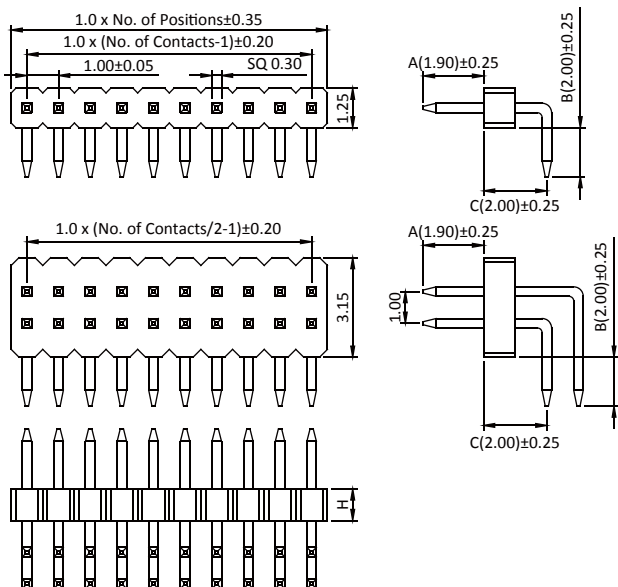 1.0 x No. of Positions±0.35
1.0 x (No. of Contacts-1)±0.20
1.00±0.05
SQ 0.30
1.25
A(1.90)±0.25
B(2.00)±0.25
C(2.00)±0.25
1.0 x (No. of Contacts/2-1)±0.20
3.15
A(1.90)±0.25
1.00
B(2.00)±0.25
C(2.00)±0.25
H